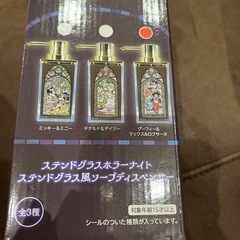 ミッキー&ミニー
ドナルド&デイジー
グーフィー&
マックス&ロクサーヌ
ステンドグラスホラーナイト
ステンドグラス風ソープディスペンサー
全3種
対象年齢15才以上
シールのついた種類が入っています。